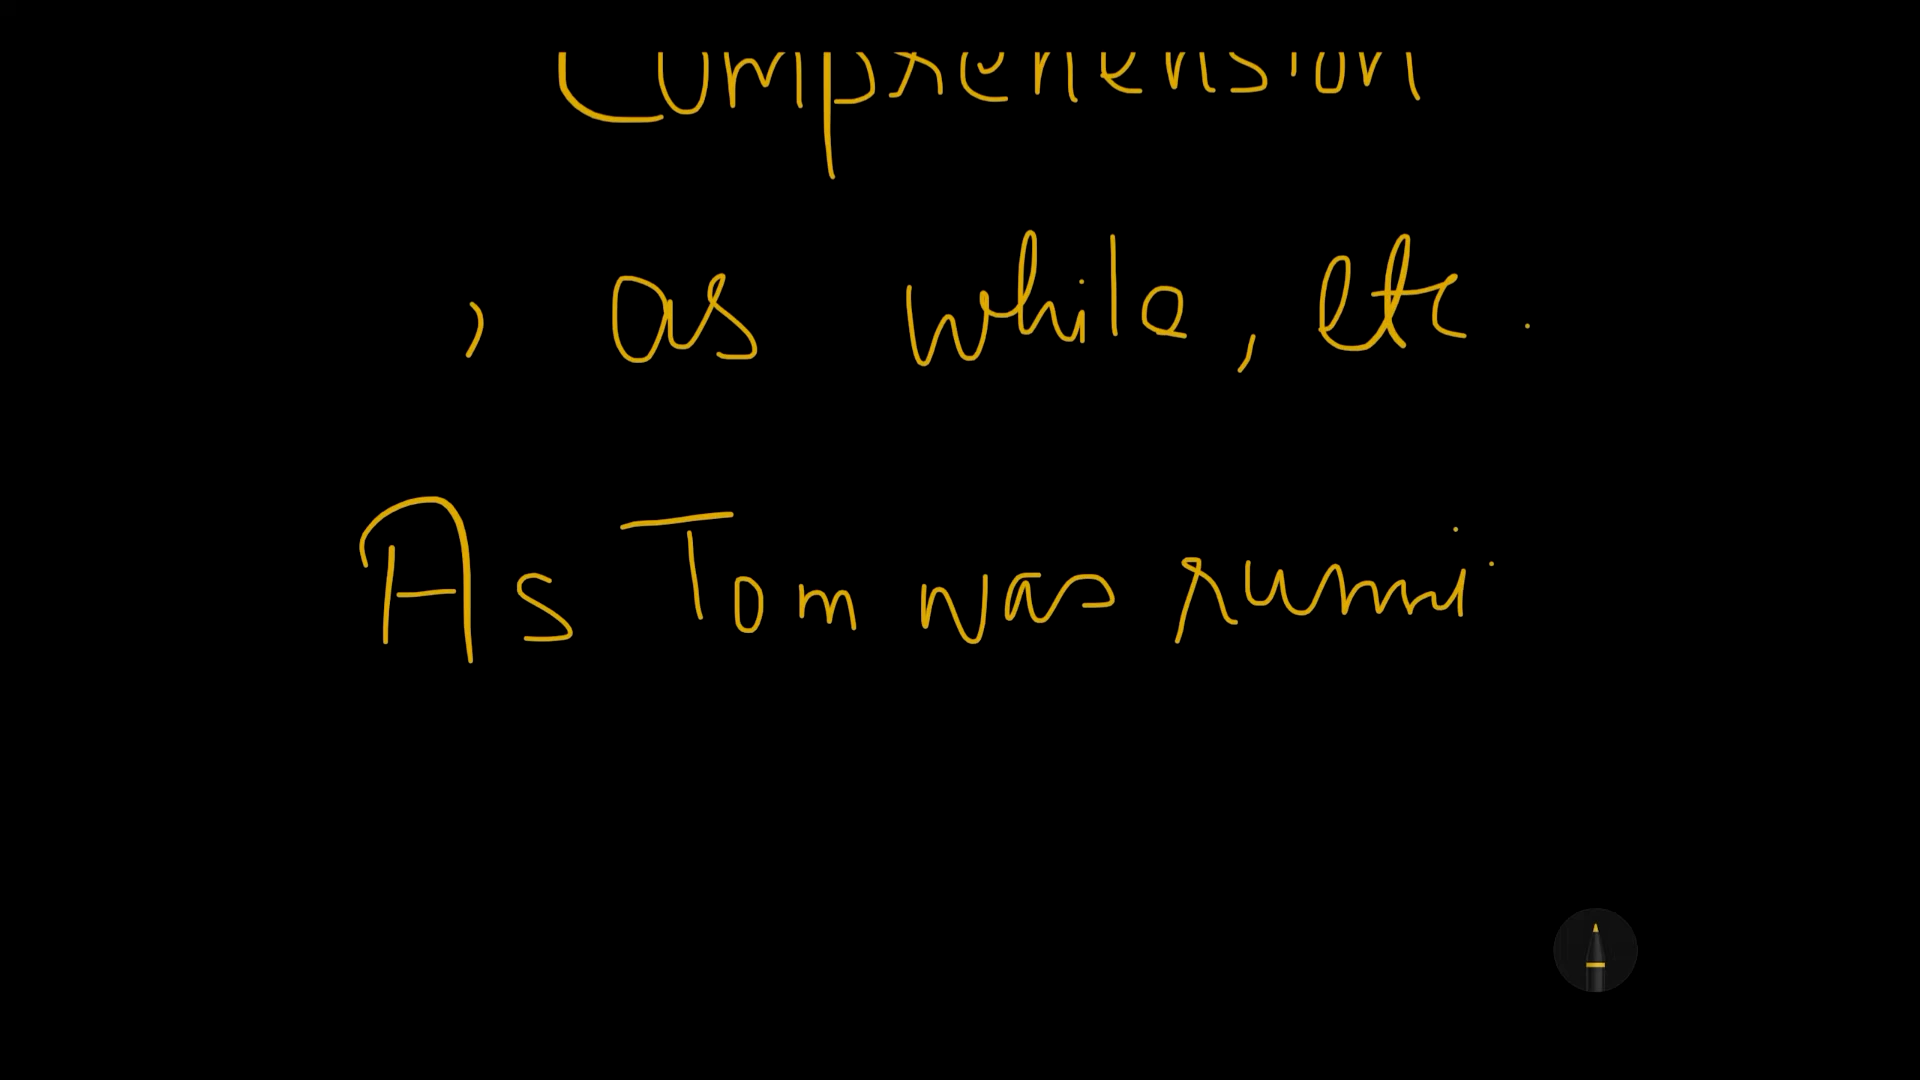 Comprehension
, as while, etc.
As Tom was runni